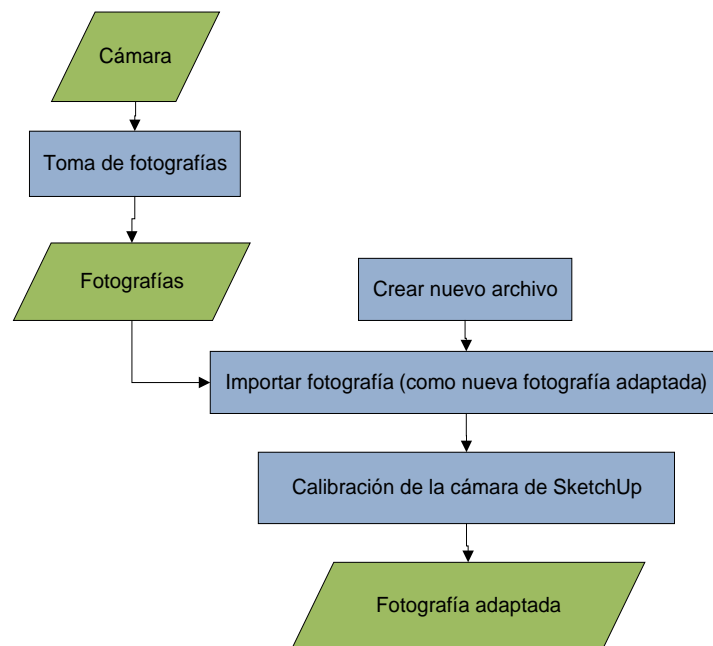 Cámara
Toma de fotografías
Fotografías
Crear nuevo archivo
Importar fotografía (como nueva fotografía adaptada)
Calibración de la cámara de SketchUp
Fotografía adaptada